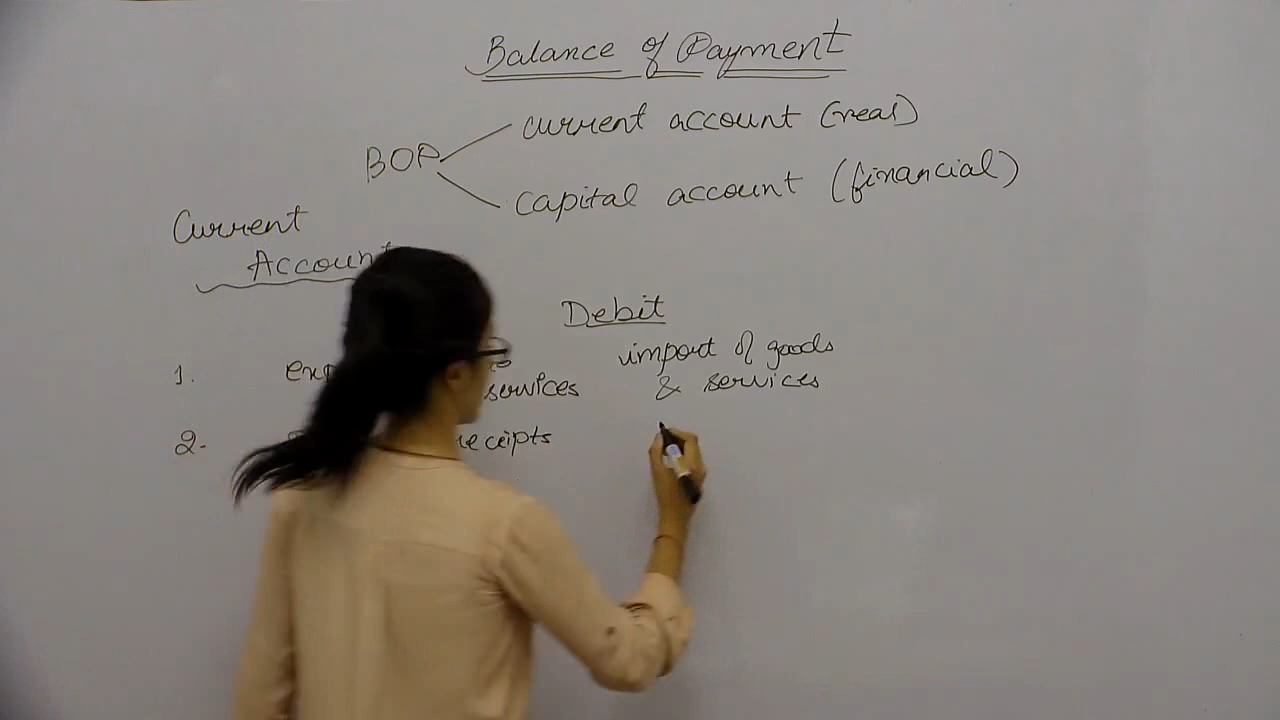 Balance of Payment
BOP
current account (real)
capital account (financial)
Current
Account
Debit
1.
import of goods
services
& services
2.
receipts